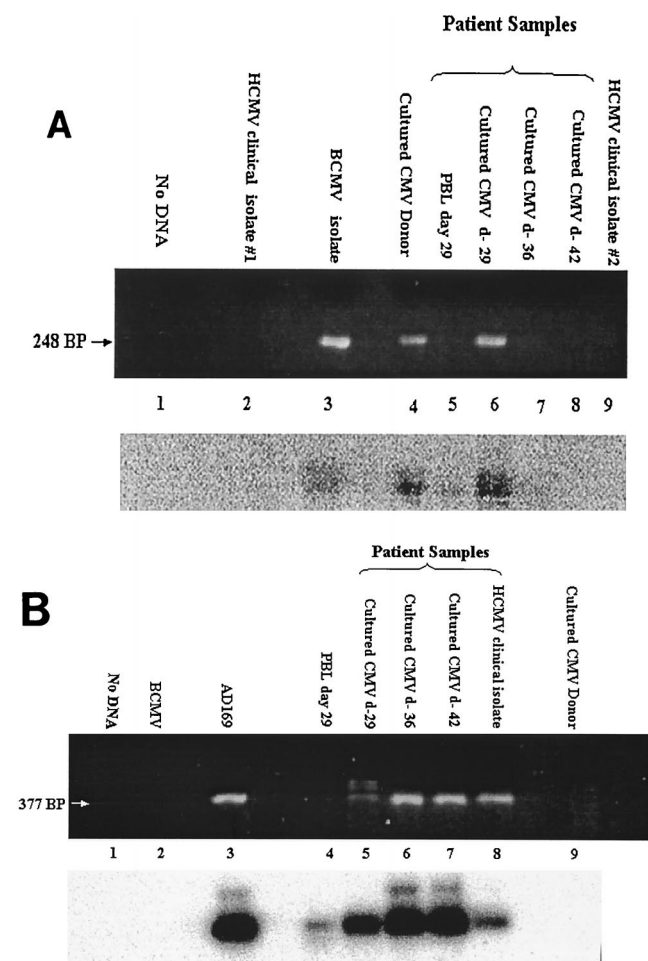 Patient Samples
A
No DNA
HCMV clinical isolate #1
BCMV isolate
Cultured CMV Donor
PBL day 29
Cultured CMV d- 29
Cultured CMV d- 36
Cultured CMV d- 42
HCMV clinical isolate #2
248 BP
1 2 3 4 5 6 7 8 9
Patient Samples
B
No DNA
BCMV
AD169
PBL day 29
Cultured CMV d-29
Cultured CMV d- 36
Cultured CMV d- 42
HCMV clinical isolate
Cultured CMV Donor
377 BP
1 2 3 4 5 6 7 8 9